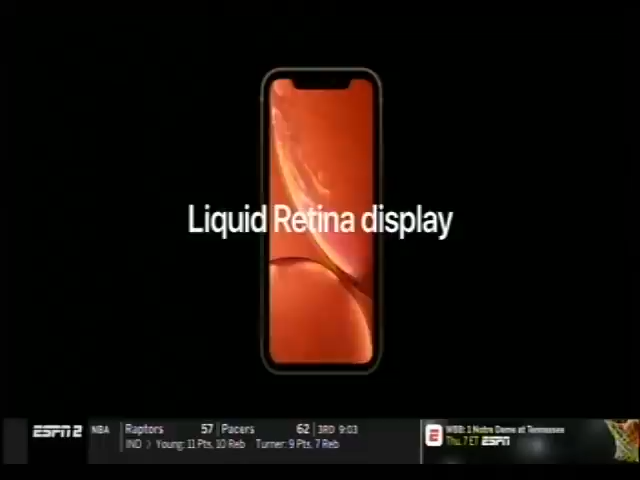 Liquid Retina display
ESPN2 NBA Raptors 57 Pacers 62 3RD 9:03
IND > Young: 11 Pts, 10 Reb Turner: 9 Pts, 7 Reb
WBB: 1 Notre Dame at Tennessee
Thu. 7 ET ESPN